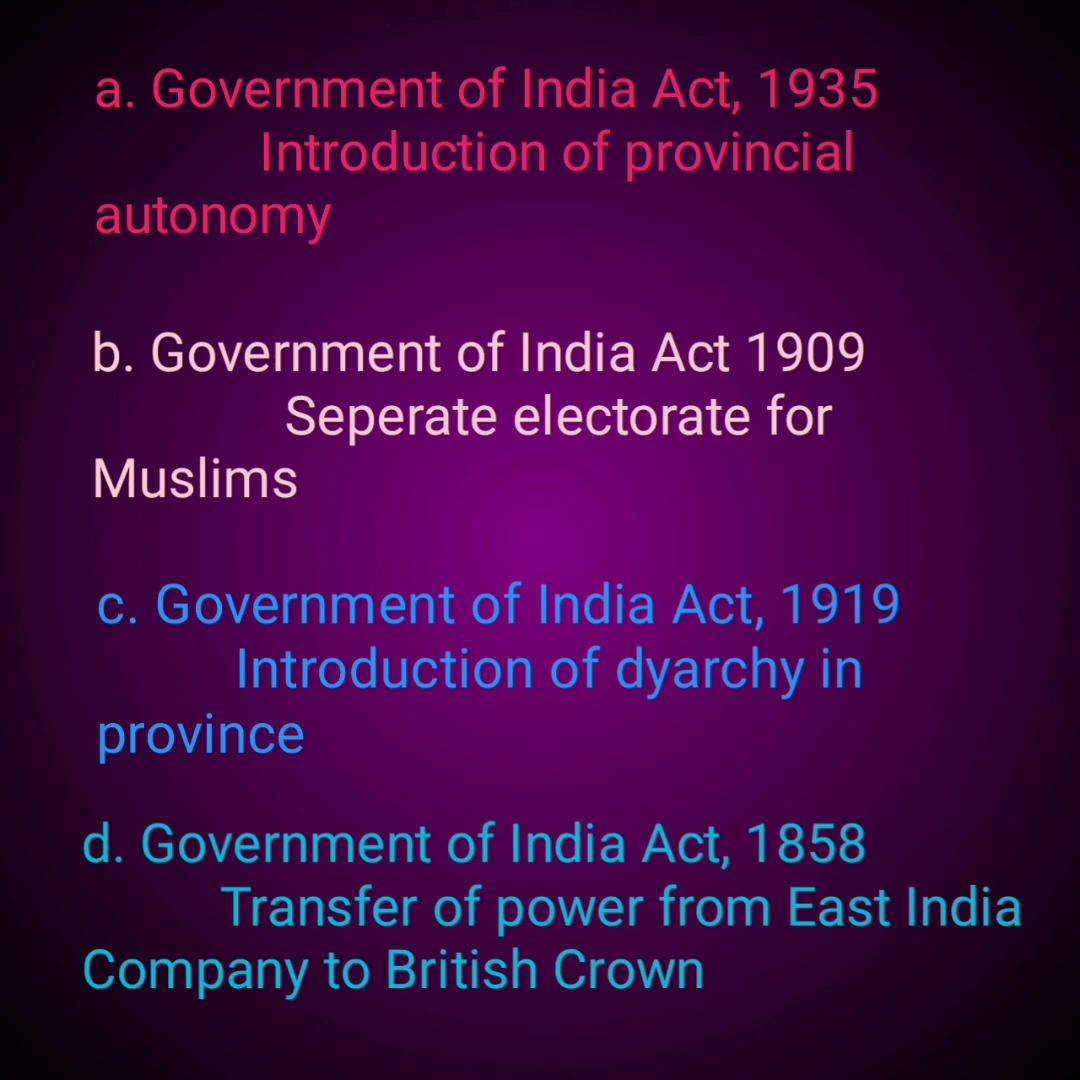 a. Government of India Act, 1935
Introduction of provincial
autonomy
b. Government of India Act 1909
Seperate electorate for
Muslims
c. Government of India Act, 1919
Introduction of dyarchy in
province
d. Government of India Act, 1858
Transfer of power from East India
Company to British Crown